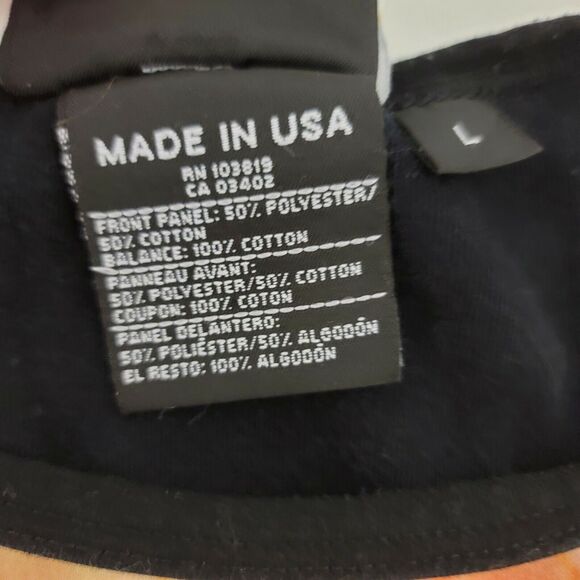 MADE IN USA
RN 103819
CA 03402
FRONT PANEL: 50% POLYESTER/
50% COTTON
BALANCE: 100% COTTON
PANNEAU AVANT:
50% POLYESTER/50% COTTON
COUPON: 100% COTON
PANEL DELANTERO:
50% POLIÉSTER/50% ALGODÓN
EL RESTO: 100% ALGODÓN
L